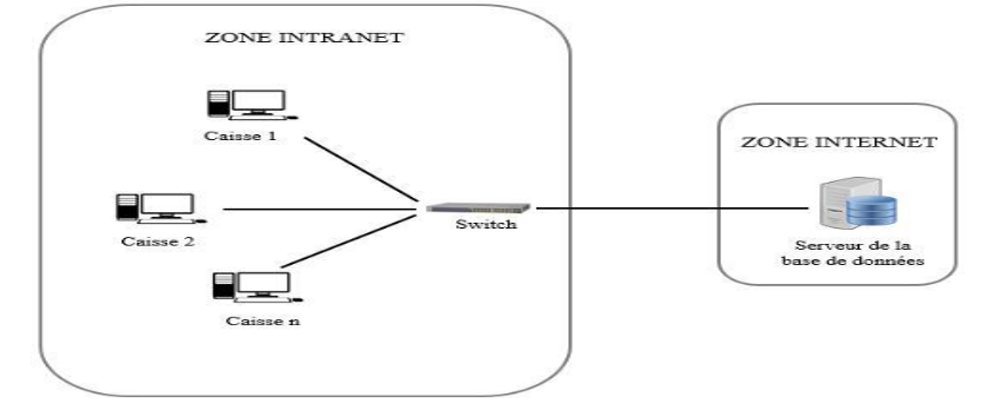 ZONE INTRANET
Caisse 1
ZONE INTERNET
Caisse 2
Switch
Serveur de la
base de données
Caisse n